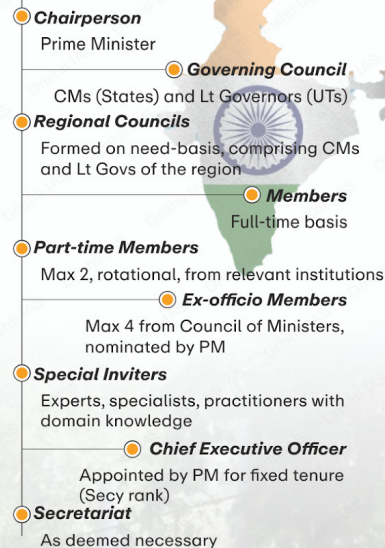 Chairperson
Prime Minister
Governing Council
CMs (States) and Lt Governors (UTs)
Regional Councils
Formed on need-basis, comprising CMs
and Lt Govs of the region
Members
Full-time basis
Part-time Members
Max 2, rotational, from relevant institutions
Ex-officio Members
Max 4 from Council of Ministers,
nominated by PM
Special Inviters
Experts, specialists, practitioners with
domain knowledge
Chief Executive Officer
Appointed by PM for fixed tenure
(Secy rank)
Secretariat
As deemed necessary